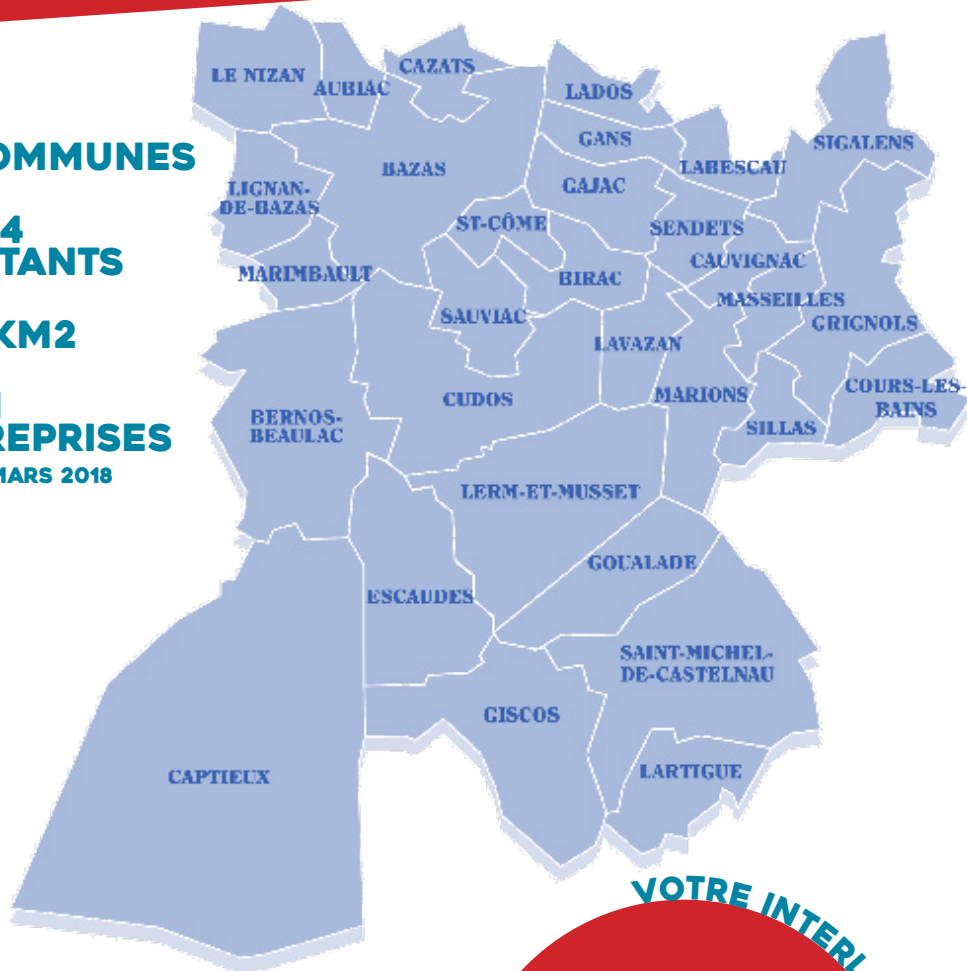 OMMUNES
4
TANTS
KM2
REPRISES
MARS 2018
LE NIZAN
AUBIAC
CAZATS
LADOS
GANS
SIGALENS
LABESCAU
BAZAS
GAJAC
LIGNAN-
DE-BAZAS
ST-CÔME
SENDETS
MARIMBAULT
BIRAC
CAUVIGNAC
MASSEILLES
SAUVIAC
GRIGNOLS
LAVAZAN
CUDOS
MARIONS
COURS-LES-
BAINS
BERNOS-
BEAULAC
SILLAS
LERM-ET-MUSSET
GOUALADE
ESCAUDES
SAINT-MICHEL-
DE-CASTELNAU
GISCOS
CAPTIEUX
LARTIGUE
VOTRE INTERL